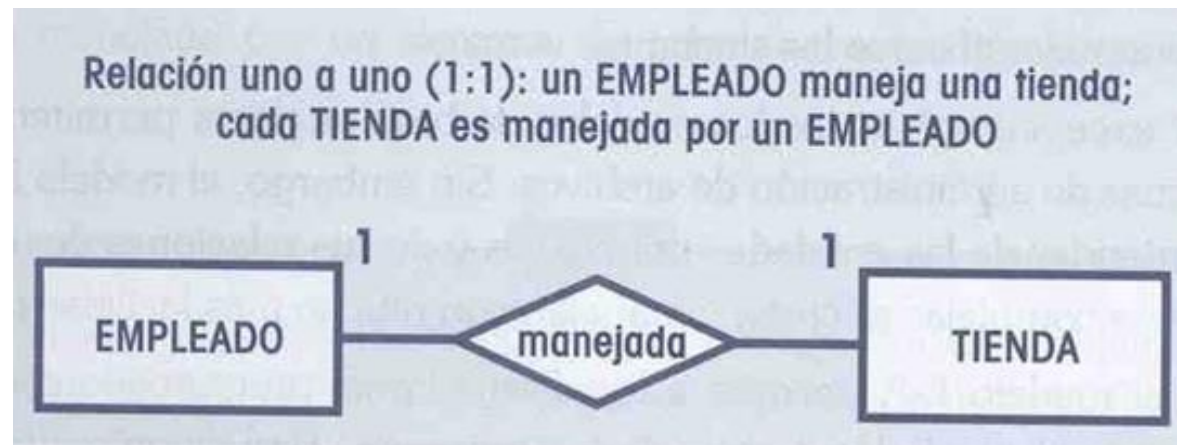 Relación uno a uno (1:1): un EMPLEADO maneja una tienda;
cada TIENDA es manejada por un EMPLEADO
1
1
EMPLEADO
manejada
TIENDA